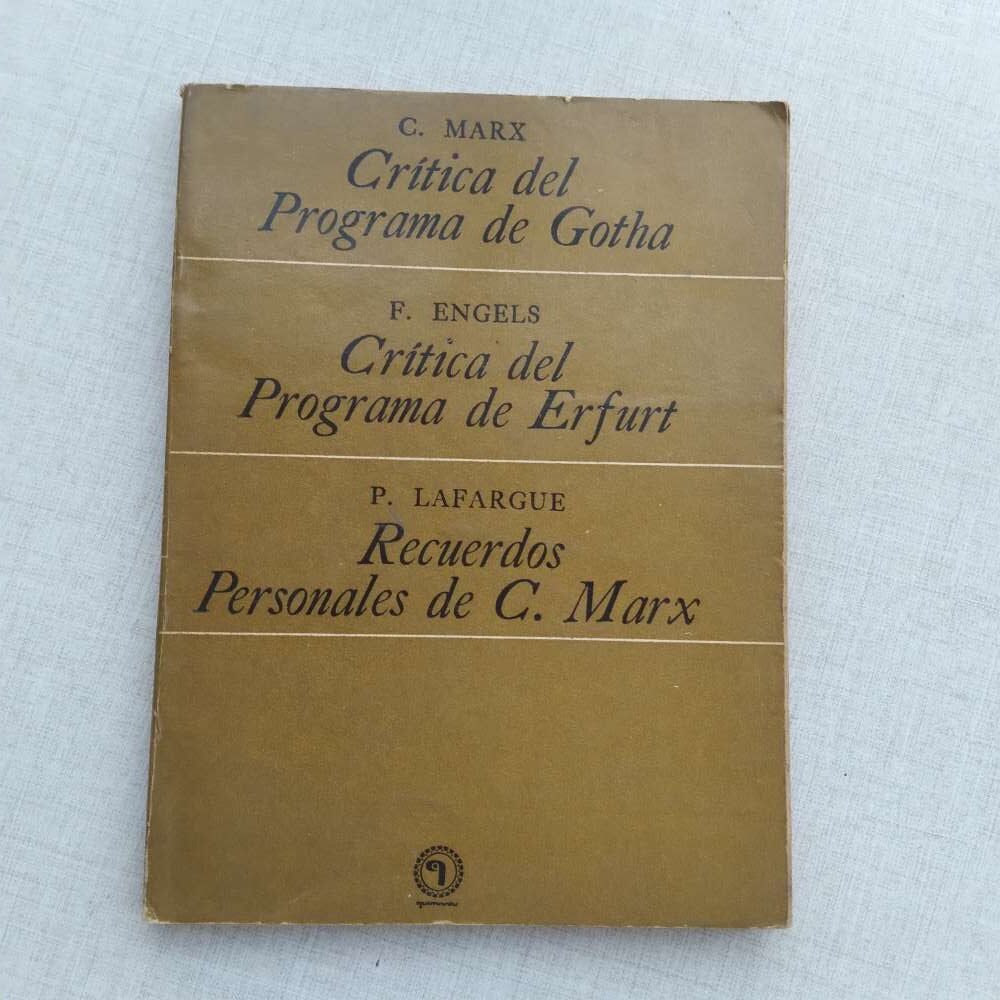 C. MARX
Crítica del
Programa de Gotha
F. ENGELS
Crítica del
Programa de Erfurt
P. LAFARGUE
Recuerdos
Personales de C. Marx
q